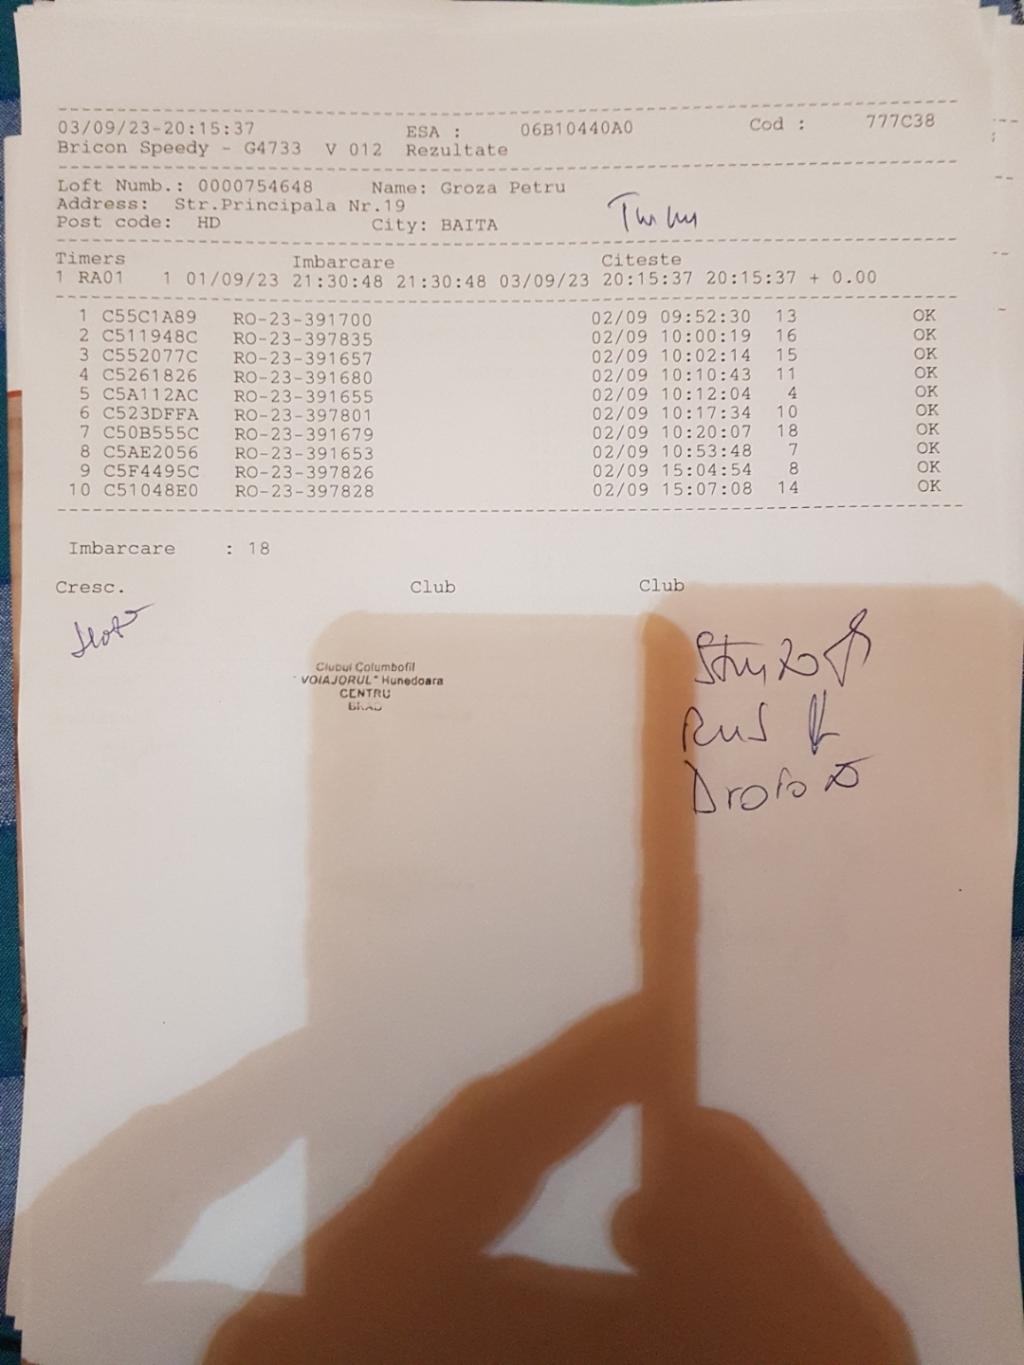 03/09/23-20:15:37 ESA : 06B10440A0 Cod : 777C38
Bricon Speedy - G4733 V 012 Rezultate
Loft Numb.: 0000754648 Name: Groza Petru
Address: Str.Principala Nr.19
Post code: HD City: BAITA
Timers Imbarcare Citeste
1 RA01 1 01/09/23 21:30:48 21:30:48 03/09/23 20:15:37 20:15:37 + 0.00
1 C55C1A89 RO-23-391700 02/09 09:52:30 13 OK
2 C511948C RO-23-397835 02/09 10:00:19 16 OK
3 C552077C RO-23-391657 02/09 10:02:14 15 OK
4 C5261826 RO-23-391680 02/09 10:10:43 11 OK
5 C5A112AC RO-23-391655 02/09 10:12:04 4 OK
6 C523DFFA RO-23-397801 02/09 10:17:34 10 OK
7 C50B555C RO-23-391679 02/09 10:20:07 18 OK
8 C5AE2056 RO-23-391653 02/09 10:53:48 7 OK
9 C5F4495C RO-23-397826 02/09 15:04:54 8 OK
10 C51048E0 RO-23-397828 02/09 15:07:08 14 OK
Imbarcare : 18
Cresc. Club Club
Clubul Columbofil
"VOIAJORUL" Hunedoara
CENTRU
BRAD
Rus